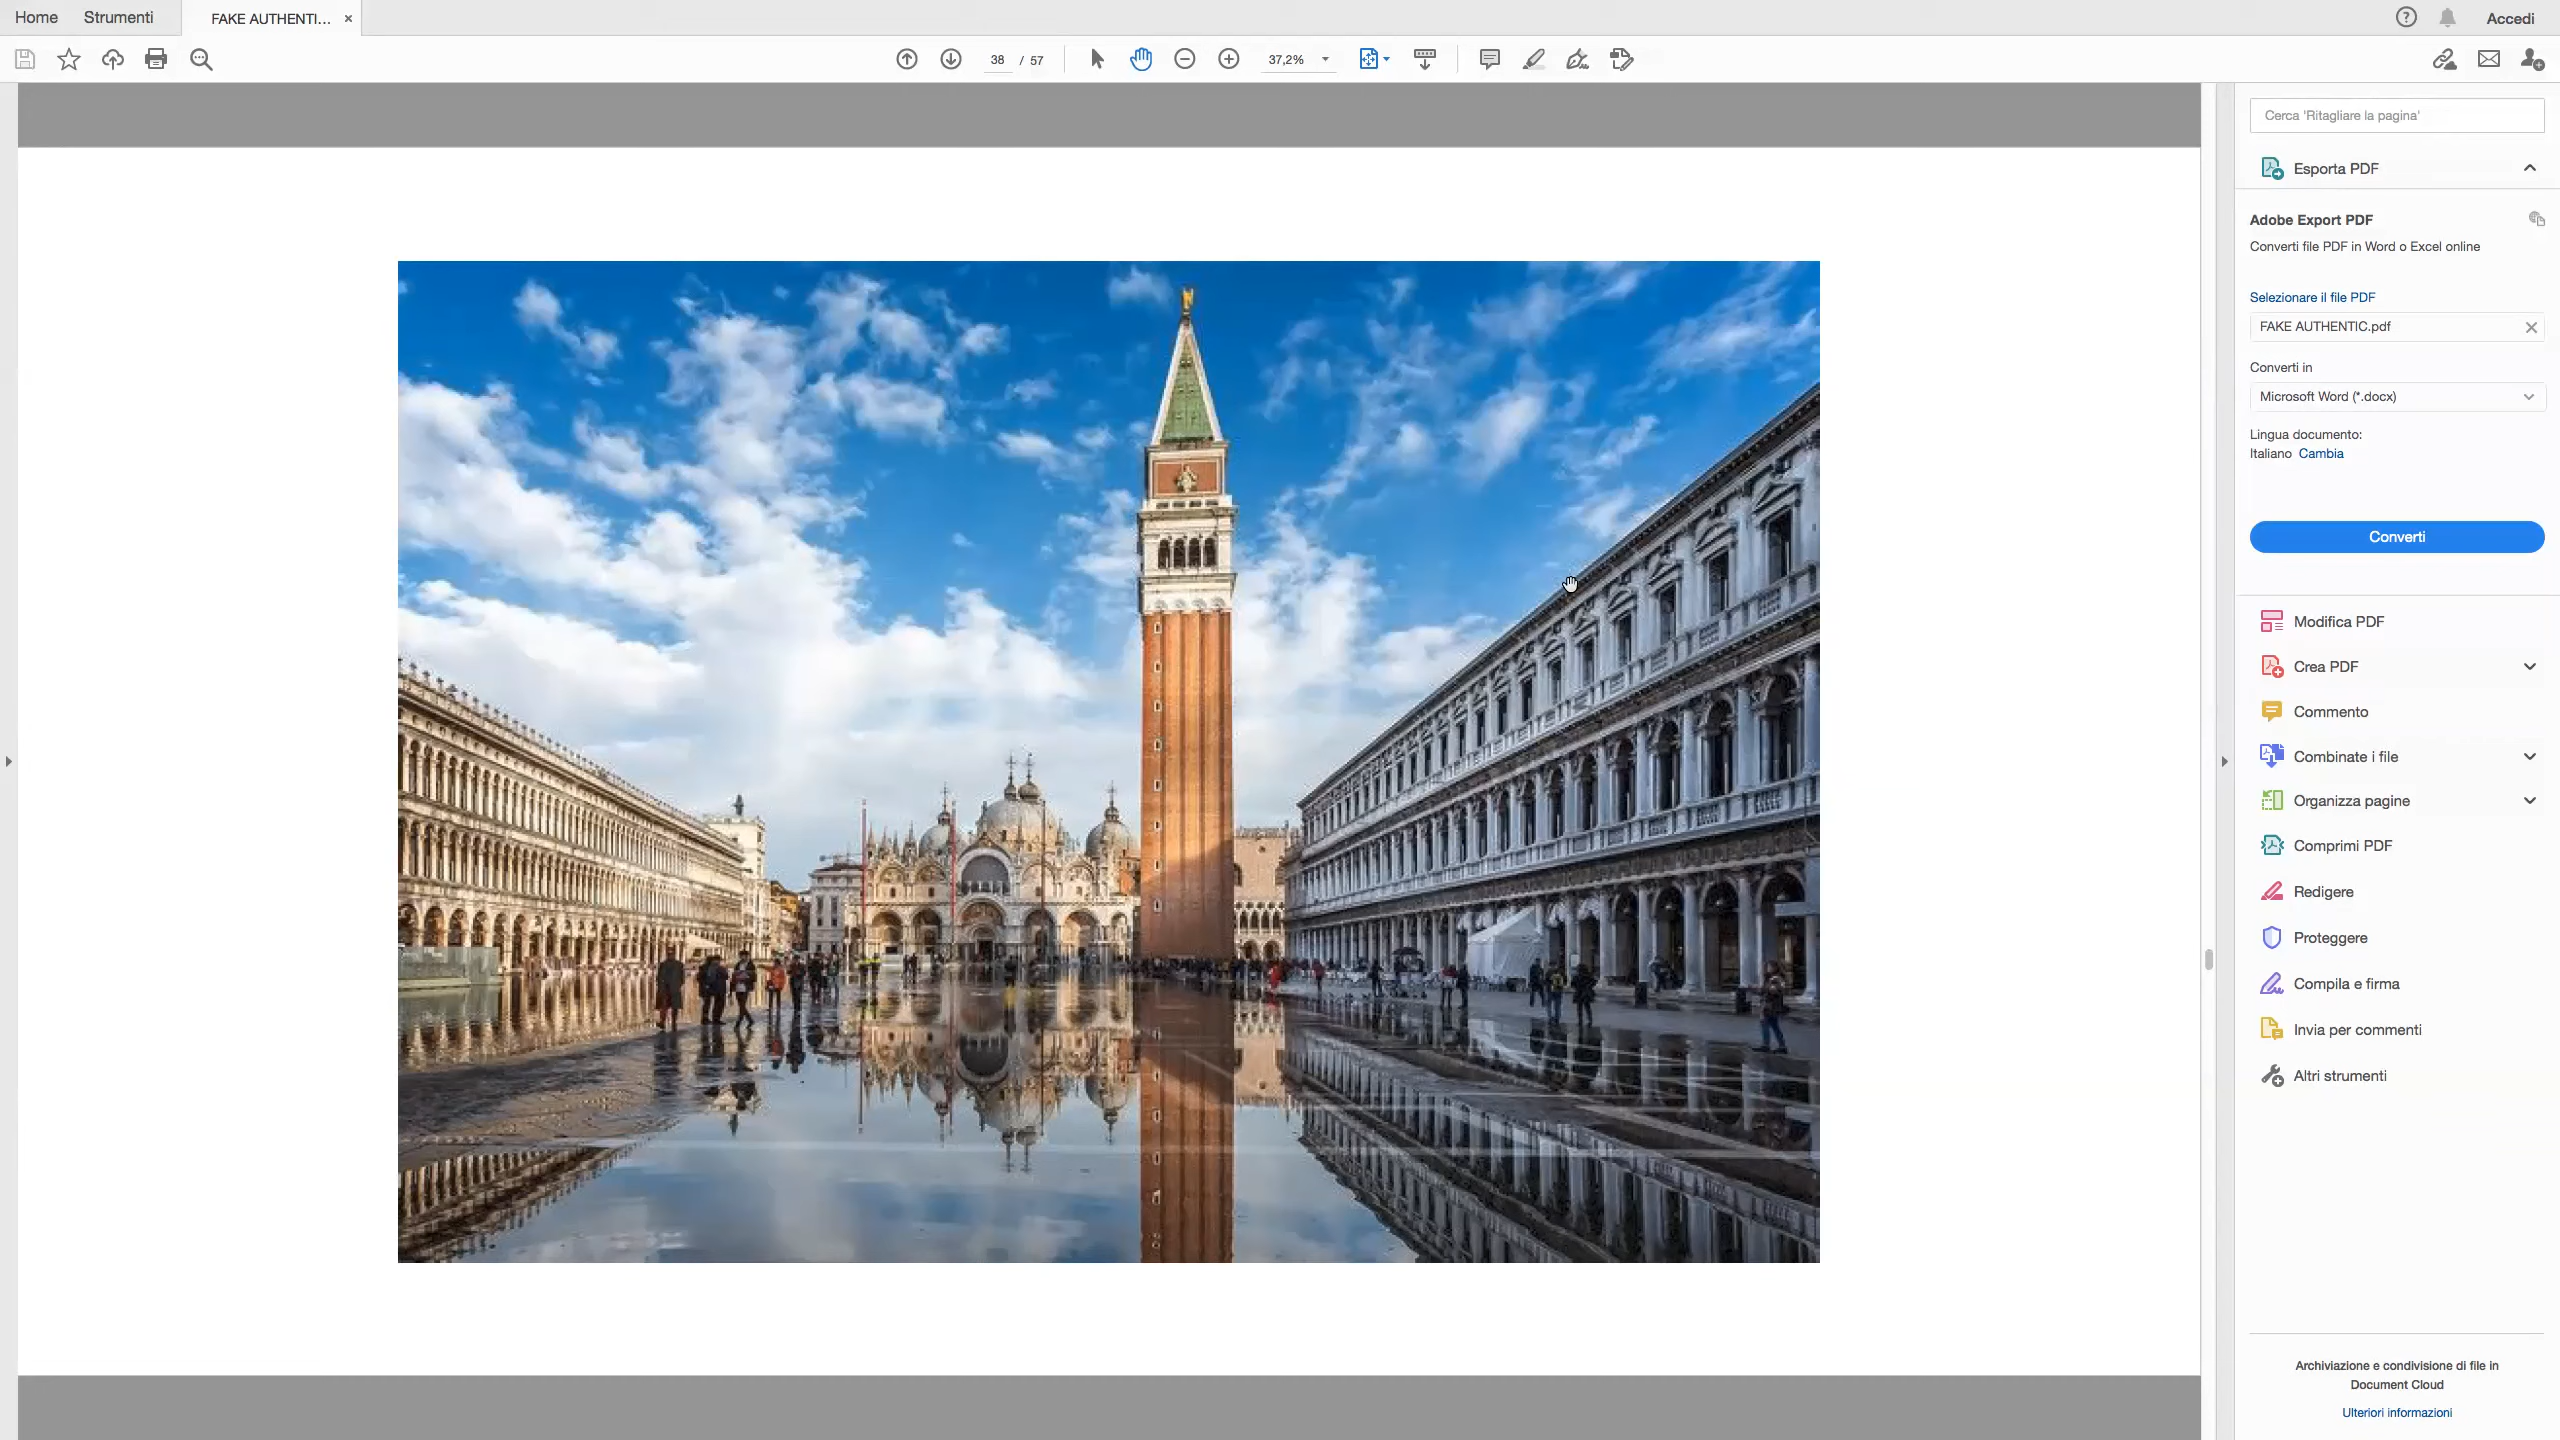 Home Strumenti FAKE AUTHENTI... × Accedi
38 / 57 37,2%
Cerca 'Ritagliare la pagina'
Esporta PDF
Adobe Export PDF
Converti file PDF in Word o Excel online
Selezionare il file PDF
FAKE AUTHENTIC.pdf
Converti in
Microsoft Word (*.docx)
Lingua documento:
Italiano Cambia
Converti
Modifica PDF
Crea PDF
Commento
Combinate i file
Organizza pagine
Comprimi PDF
Redigere
Proteggere
Compila e firma
Invia per commenti
Altri strumenti
Archiviazione e condivisione di file in
Document Cloud
Ulteriori informazioni